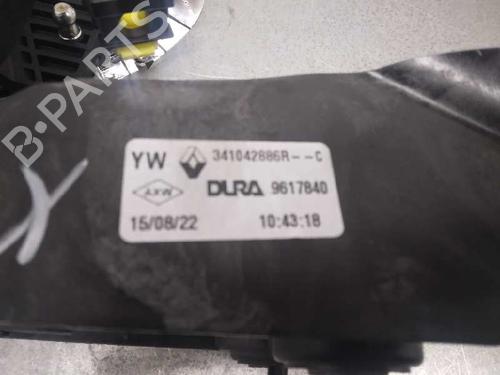 B-PARTS
YW 341042886R--C
DURA 9617840
15/08/22 10:43:18